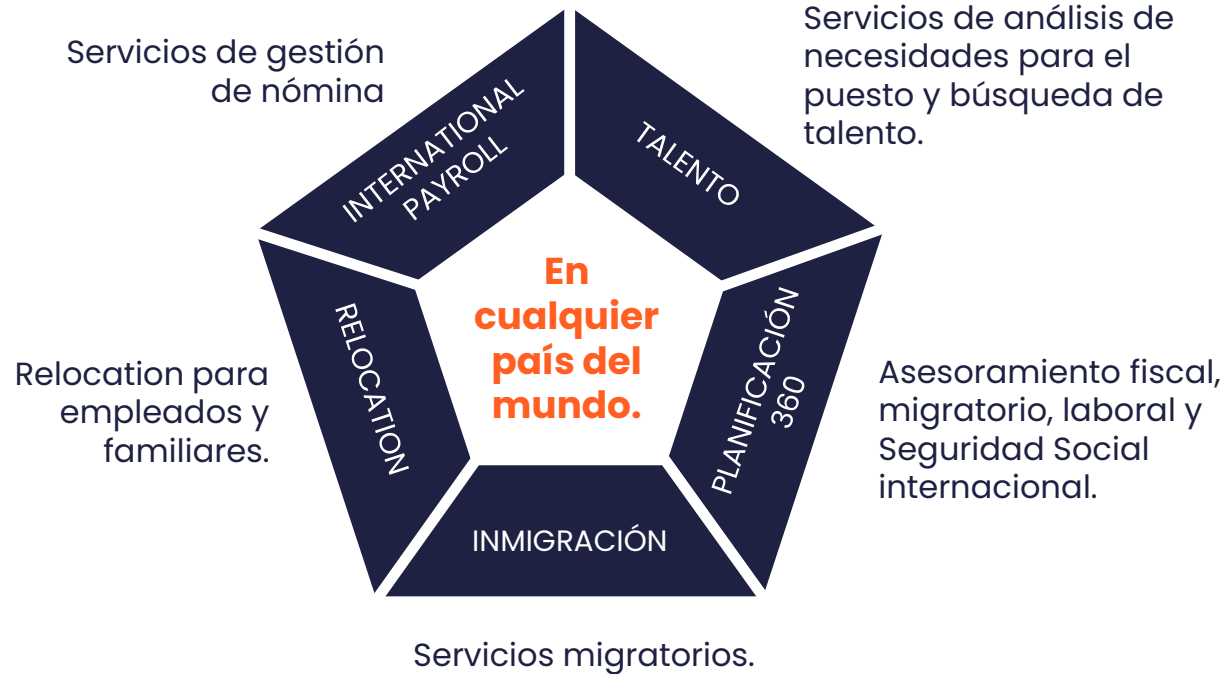 Servicios de gestión
de nómina
INTERNATIONAL
PAYROLL
TALENTO
Servicios de análisis de
necesidades para el
puesto y búsqueda de
talento.
En
cualquier
país del
mundo.
RELOCATION
Relocation para
empleados y
familiares.
PLANIFICACIÓN
360
Asesoramiento fiscal,
migratorio, laboral y
Seguridad Social
internacional.
INMIGRACIÓN
Servicios migratorios.